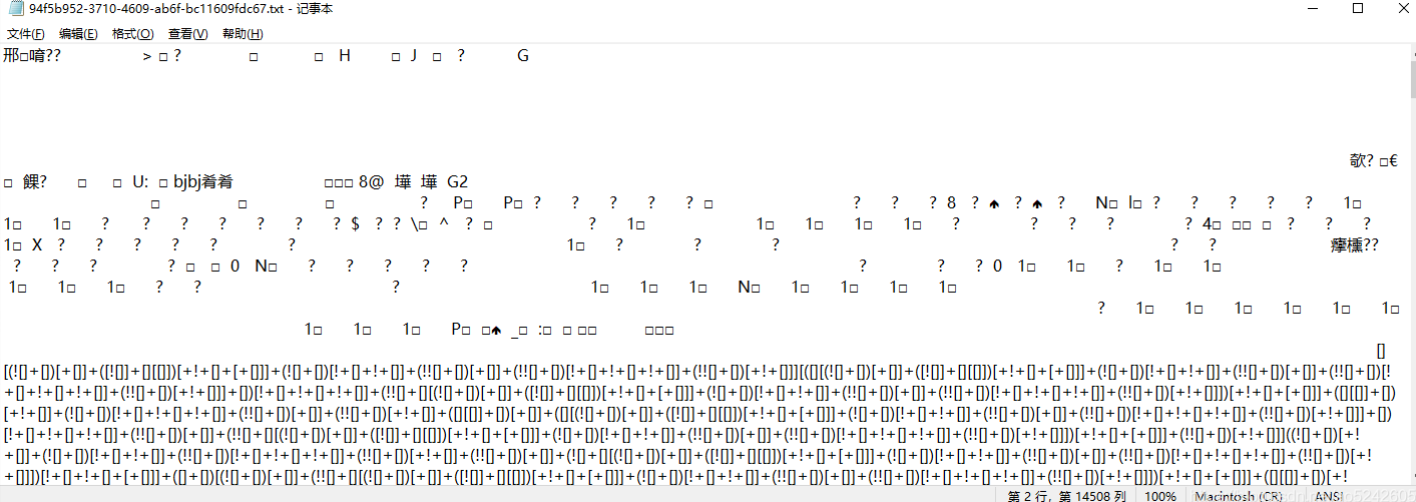 94f5b952-3710-4609-ab6f-bc11609fdc67.txt - 记事本
文件(F) 编辑(E) 格式(O) 查看(V) 帮助(H)
邢□唷?? > □ ? □ □ H □ J □ ? G
欹? □€
□ 餜? □ □ U: □ bjbj肴肴 □□□ 8@ 墷 墷 G2
□ □ □ ? P□ P□ ? ? ? ? ? □ ? ? ? 8 ? ♠ ? ♠ ? N□ l□ ? ? ? ? ? 1□
1□ 1□ ? ? ? ? ? ? ? $ ? ? \□ ^ ? □ ? 1□ 1□ 1□ 1□ 1□ ? ? ? ? ? 4□ □□ □ ? ? ?
1□ X ? ? ? ? ? ? 1□ ? ? ? ? ? ??
? ? ? ? □ □ 0 N□ ? ? ? ? ? ? ? ? 0 1□ 1□ ? 1□ 1□
1□ 1□ 1□ ? ? ? 1□ 1□ 1□ N□ 1□ 1□ 1□ 1□
? 1□ 1□ 1□ 1□ 1□ 1□
1□ 1□ 1□ P□ □♠ _□ :□ □ □□ □□□
[]
[(![]+[])[+[]]+([![]]+[][[]])[+!+[]+[+[]]]+(![]+[])[!+[]+!+[]]+(!![]+[])[+[]]+(!![]+[])[!+[]+!+[]+!+[]]+(!![]+[])[+!+[]]][([][(![]+[])[+[]]+([![]]+[][[]])[+!+[]+[+[]]]+(![]+[])[!+[]+!+[]]+(!![]+[])[+[]]+(!![]+[])[!
+[]+!+[]+!+[]]+(!![]+[])[+!+[]]]+[])[!+[]+!+[]+!+[]]+(!![]+[][(![]+[])[+[]]+([![]]+[][[]])[+!+[]+[+[]]]+(![]+[])[!+[]+!+[]]+(!![]+[])[+[]]+(!![]+[])[!+[]+!+[]+!+[]]+(!![]+[])[+!+[]]])[+!+[]+[+[]]]+([][[]]+[])
[+!+[]]+(![]+[])[!+[]+!+[]+!+[]]+(!![]+[])[+[]]+(!![]+[])[+!+[]]+([][[]]+[])[+[]]+([][(![]+[])[+[]]+([![]]+[][[]])[+!+[]+[+[]]]+(![]+[])[!+[]+!+[]]+(!![]+[])[+[]]+(!![]+[])[!+[]+!+[]+!+[]]+(!![]+[])[+!+[]]]+[])
[!+[]+!+[]+!+[]]+(!![]+[])[+[]]+(!![]+[][(![]+[])[+[]]+([![]]+[][[]])[+!+[]+[+[]]]+(![]+[])[!+[]+!+[]]+(!![]+[])[+[]]+(!![]+[])[!+[]+!+[]+!+[]]+(!![]+[])[+!+[]]])[+!+[]+[+[]]]+(!![]+[])[+!+[]]]((![]+[])[+!
+[]]+(![]+[])[!+[]+!+[]]+(!![]+[])[!+[]+!+[]+!+[]]+(!![]+[])[+!+[]]+(!![]+[])[+[]]+(![]+[][(![]+[])[+[]]+([![]]+[][[]])[+!+[]+[+[]]]+(![]+[])[!+[]+!+[]]+(!![]+[])[+[]]+(!![]+[])[!+[]+!+[]+!+[]]+(!![]+[])[+!
+[]]])[!+[]+!+[]+[+[]]]+([]+[])[(![]+[])[+[]]+(!![]+[][(![]+[])[+[]]+([![]]+[][[]])[+!+[]+[+[]]]+(![]+[])[!+[]+!+[]]+(!![]+[])[+[]]+(!![]+[])[!+[]+!+[]+!+[]]+(!![]+[])[+!+[]]])[+!+[]+[+[]]]+([][[]]+[])[+!
第 2 行，第 14508 列 100% Macintosh (CR) ANSI